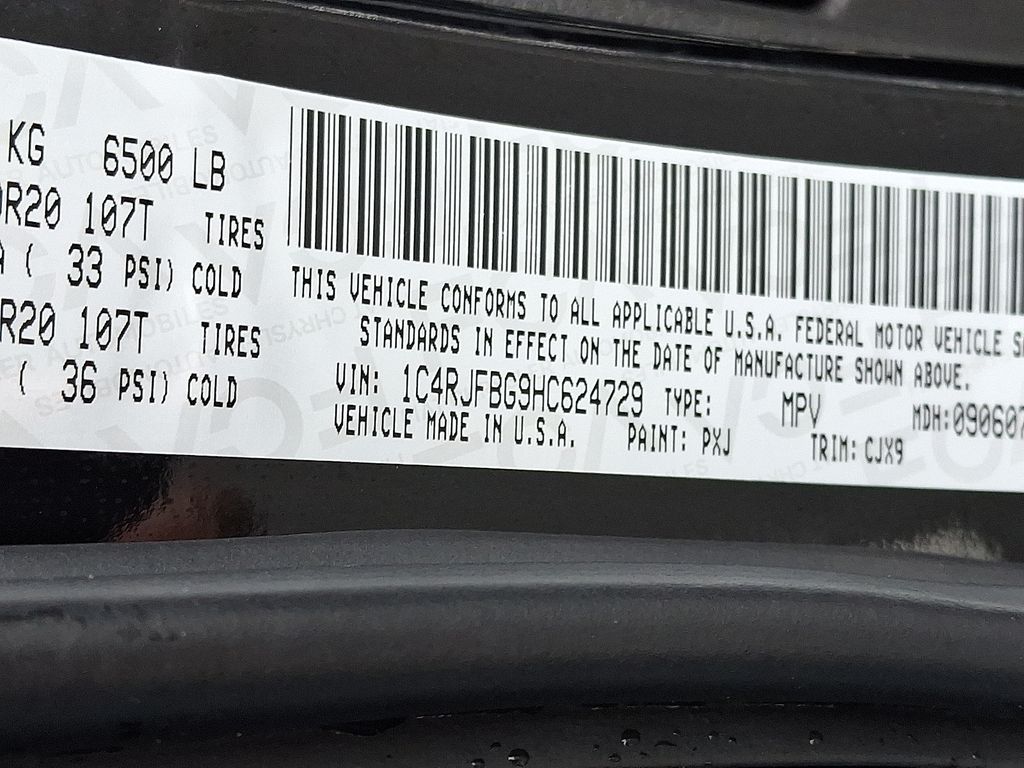 KG 6500 LB
R20 107T TIRES
( 33 PSI) COLD
R20 107T TIRES
( 36 PSI) COLD
THIS VEHICLE CONFORMS TO ALL APPLICABLE U.S.A. FEDERAL MOTOR VEHICLE
STANDARDS IN EFFECT ON THE DATE OF MANUFACTURE SHOWN ABOVE.
VIN: 1C4RJFBG9HC624729 TYPE: MPV MDH:090607
VEHICLE MADE IN U.S.A. PAINT: PXJ TRIM: CJX9